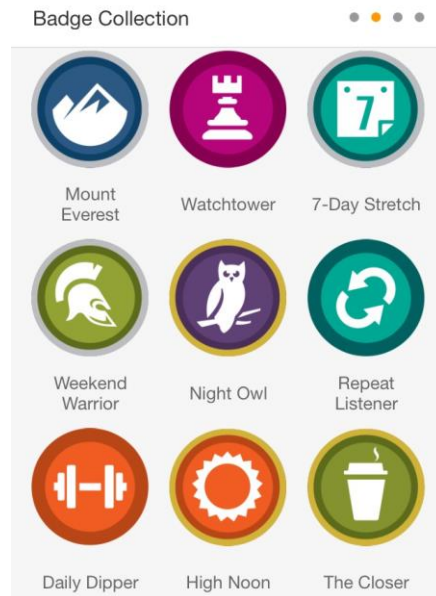 Badge Collection
7
Mount
Everest
Watchtower
7-Day Stretch
Weekend
Warrior
Night Owl
Repeat
Listener
Daily Dipper
High Noon
The Closer